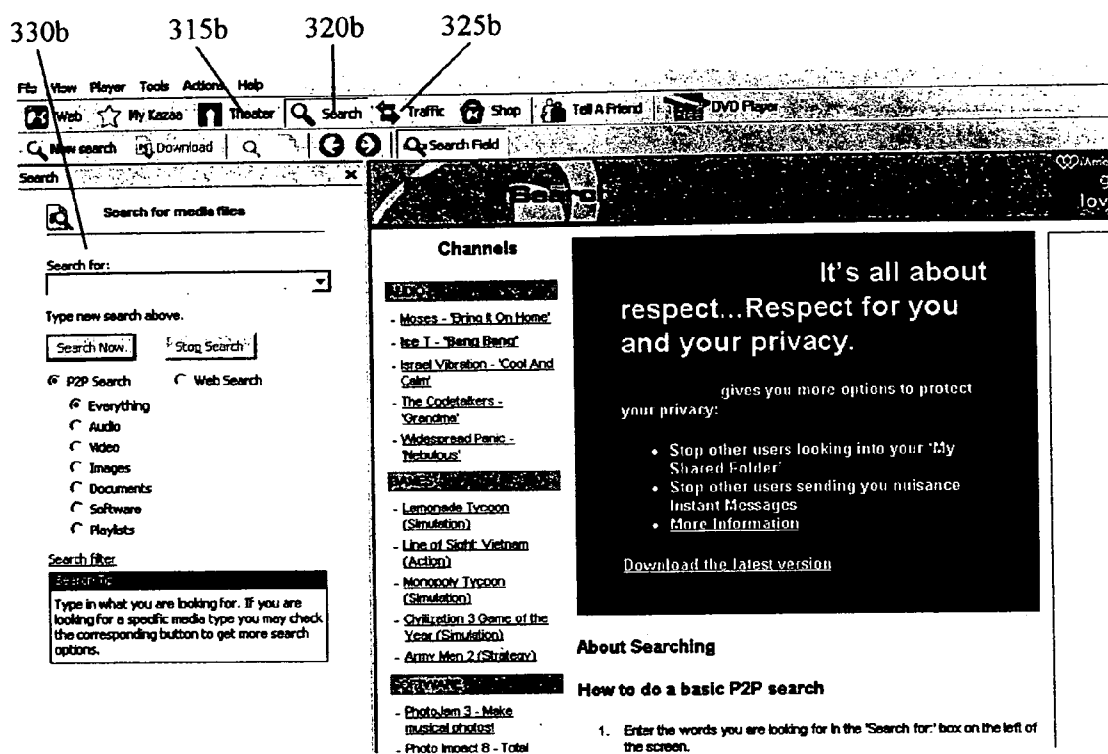 330b 315b 320b 325b
File View Player Tools Actions Help
Web My Kazaa Theater Search Traffic Shop Tell A Friend DVD Player
New search Download Search Field
Search
Search for media files
Search for:
Type new search above.
Search Now Stop Search
P2P Search Web Search
Everything
Audio
Video
Images
Documents
Software
Playlists
Search filter
Search Tip
Type in what you are looking for. If you are
looking for a specific media type you may check
the corresponding button to get more search
options.
Search
lov
Channels
AUDIO
- Moses - 'Bring It On Home'
- Ice T - "Bang Bang"
- Israel Vibration - 'Cool And
Calm'
- The Codetalkers -
'Grandma'
- Widespread Panic -
'Nebulous'
GAMES
- Lemonade Tycoon
(Simulation)
- Line of Sight: Vietnam
(Action)
- Monopoly Tycoon
(Simulation)
- Civilization 3 Game of the
Year (Simulation)
- Army Men 2 (Strategy)
SOFTWARE
- PhotoJam 3 - Make
musical photos!
- Photo Impact 8 - Total
It's all about
respect...Respect for you
and your privacy.
gives you more options to protect
your privacy:
• Stop other users looking into your 'My
Shared Folder'
• Stop other users sending you nuisance
Instant Messages
• More Information
Download the latest version
About Searching
How to do a basic P2P search
1. Enter the words you are looking for in the 'Search for:' box on the left of
the screen.